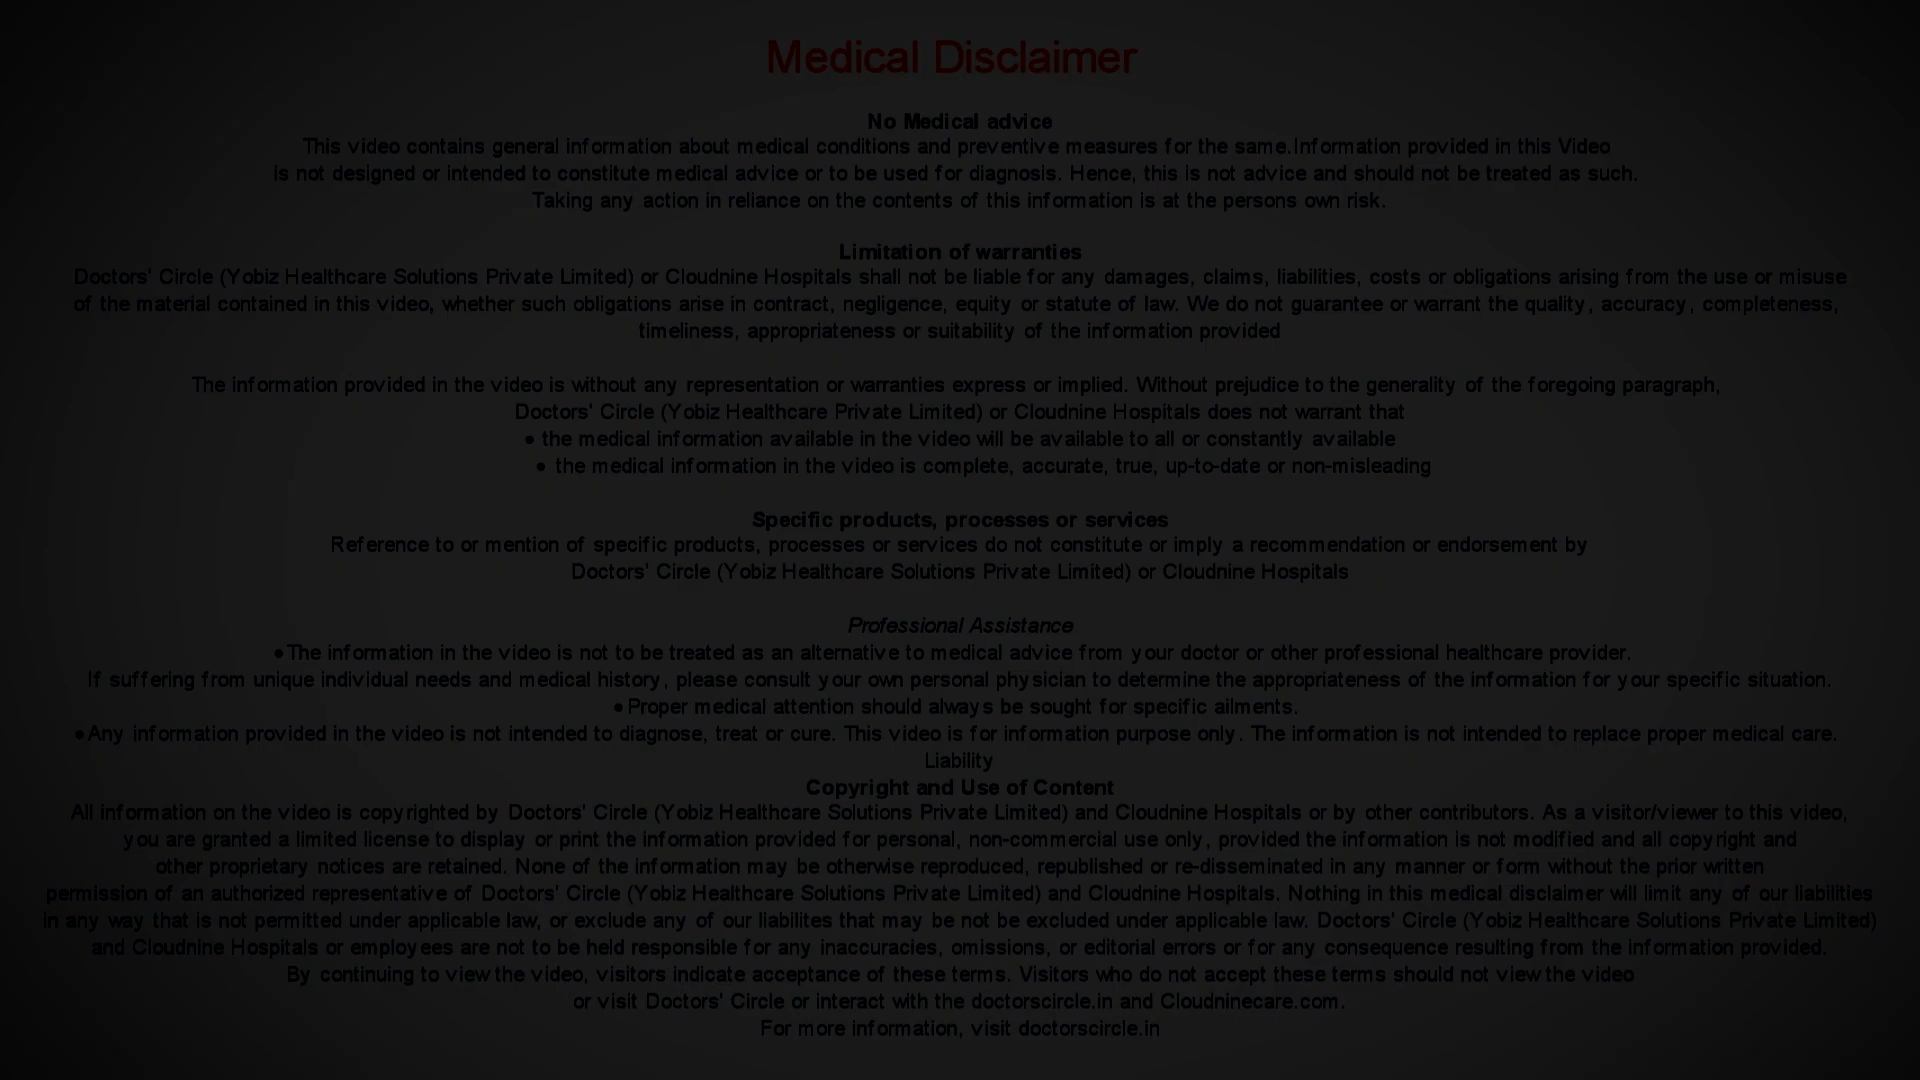 Medical Disclaimer
No Medical advice
This video contains general information about medical conditions and preventive measures for the same.Information provided in this Video
is not designed or intended to constitute medical advice or to be used for diagnosis. Hence, this is not advice and should not be treated as such.
Taking any action in reliance on the contents of this information is at the persons own risk.
Limitation of warranties
Doctors' Circle (Yobiz Healthcare Solutions Private Limited) or Cloudnine Hospitals shall not be liable for any damages, claims, liabilities, costs or obligations arising from the use or misuse
of the material contained in this video, whether such obligations arise in contract, negligence, equity or statute of law. We do not guarantee or warrant the quality, accuracy, completeness,
timeliness, appropriateness or suitability of the information provided
The information provided in the video is without any representation or warranties express or implied. Without prejudice to the generality of the foregoing paragraph,
Doctors' Circle (Yobiz Healthcare Private Limited) or Cloudnine Hospitals does not warrant that
• the medical information available in the video will be available to all or constantly available
• the medical information in the video is complete, accurate, true, up-to-date or non-misleading
Specific products, processes or services
Reference to or mention of specific products, processes or services do not constitute or imply a recommendation or endorsement by
Doctors' Circle (Yobiz Healthcare Solutions Private Limited) or Cloudnine Hospitals
Professional Assistance
•The information in the video is not to be treated as an alternative to medical advice from your doctor or other professional healthcare provider.
If suffering from unique individual needs and medical history, please consult your own personal physician to determine the appropriateness of the information for your specific situation.
•Proper medical attention should always be sought for specific ailments.
•Any information provided in the video is not intended to diagnose, treat or cure. This video is for information purpose only. The information is not intended to replace proper medical care.
Liability
Copyright and Use of Content
All information on the video is copyrighted by Doctors' Circle (Yobiz Healthcare Solutions Private Limited) and Cloudnine Hospitals or by other contributors. As a visitor/viewer to this video,
you are granted a limited license to display or print the information provided for personal, non-commercial use only, provided the information is not modified and all copyright and
other proprietary notices are retained. None of the information may be otherwise reproduced, republished or re-disseminated in any manner or form without the prior written
permission of an authorized representative of Doctors' Circle (Yobiz Healthcare Solutions Private Limited) and Cloudnine Hospitals. Nothing in this medical disclaimer will limit any of our liabilities
in any way that is not permitted under applicable law, or exclude any of our liabilites that may be not be excluded under applicable law. Doctors' Circle (Yobiz Healthcare Solutions Private Limited)
and Cloudnine Hospitals or employees are not to be held responsible for any inaccuracies, omissions, or editorial errors or for any consequence resulting from the information provided.
By continuing to view the video, visitors indicate acceptance of these terms. Visitors who do not accept these terms should not view the video
or visit Doctors' Circle or interact with the doctorscircle.in and Cloudninecare.com.
For more information, visit doctorscircle.in